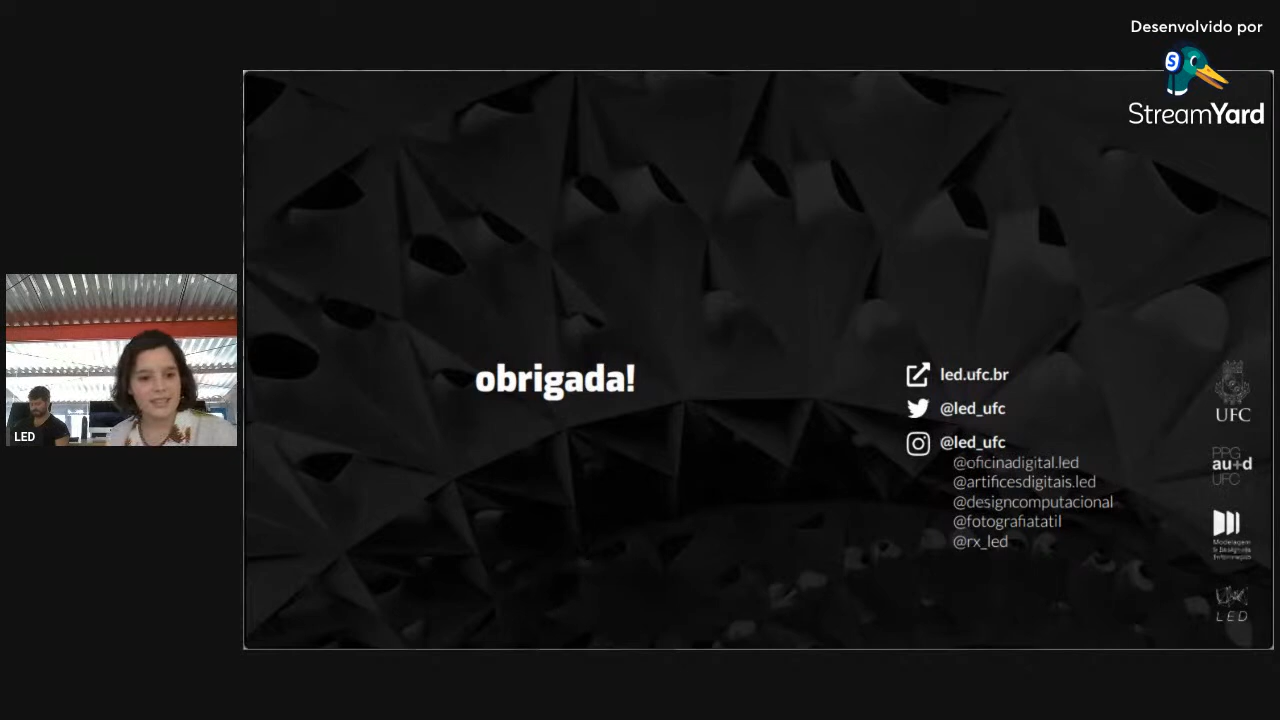 Desenvolvido por
StreamYard
obrigada!
led.ufc.br
@led_ufc
@led_ufc
@oficinadigital.led
@artificesdigitais.led
@designcomputacional
@fotografiatatil
@rx_led
UFC
PPG
au+d
UFC
Modelagem
LED
LED